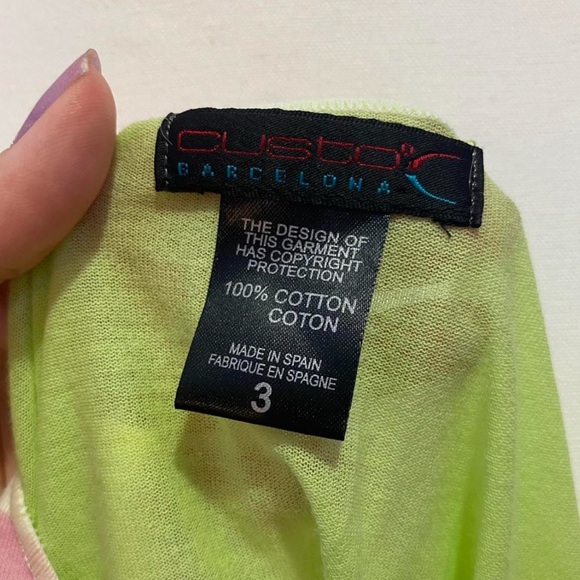 custo
BARCELONA
THE DESIGN OF
THIS GARMENT
HAS COPYRIGHT
PROTECTION
100% COTTON
COTON
MADE IN SPAIN
FABRIQUE EN SPAGNE
3